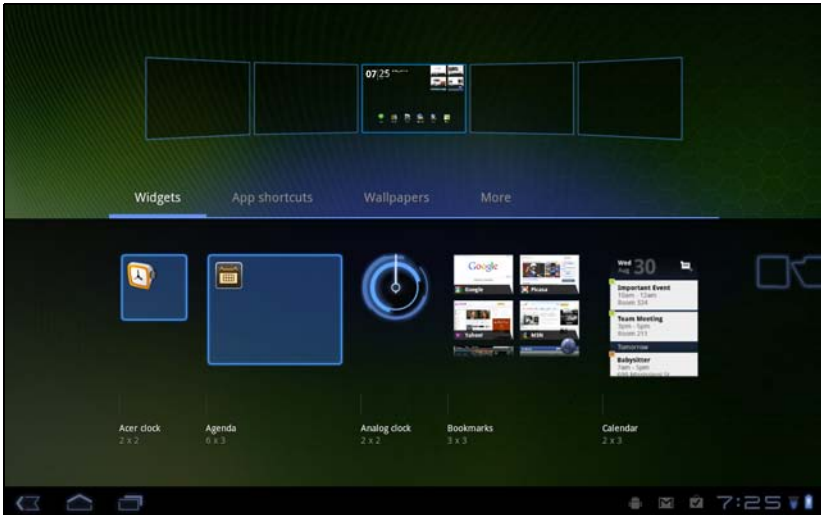 07 25
Widgets App shortcuts Wallpapers More
Google
Google Picasa
Yahoo! MSN
Wed
Aug 30
Important Event
10am - 12am
Room 324
Team Meeting
3pm - 5pm
Room 211
Tomorrow
Babysitter
7am - 5pm
Acer clock Agenda Analog clock Bookmarks Calendar
2 x 2 6 x 3 2 x 2 3 x 3 2 x 3
7:25